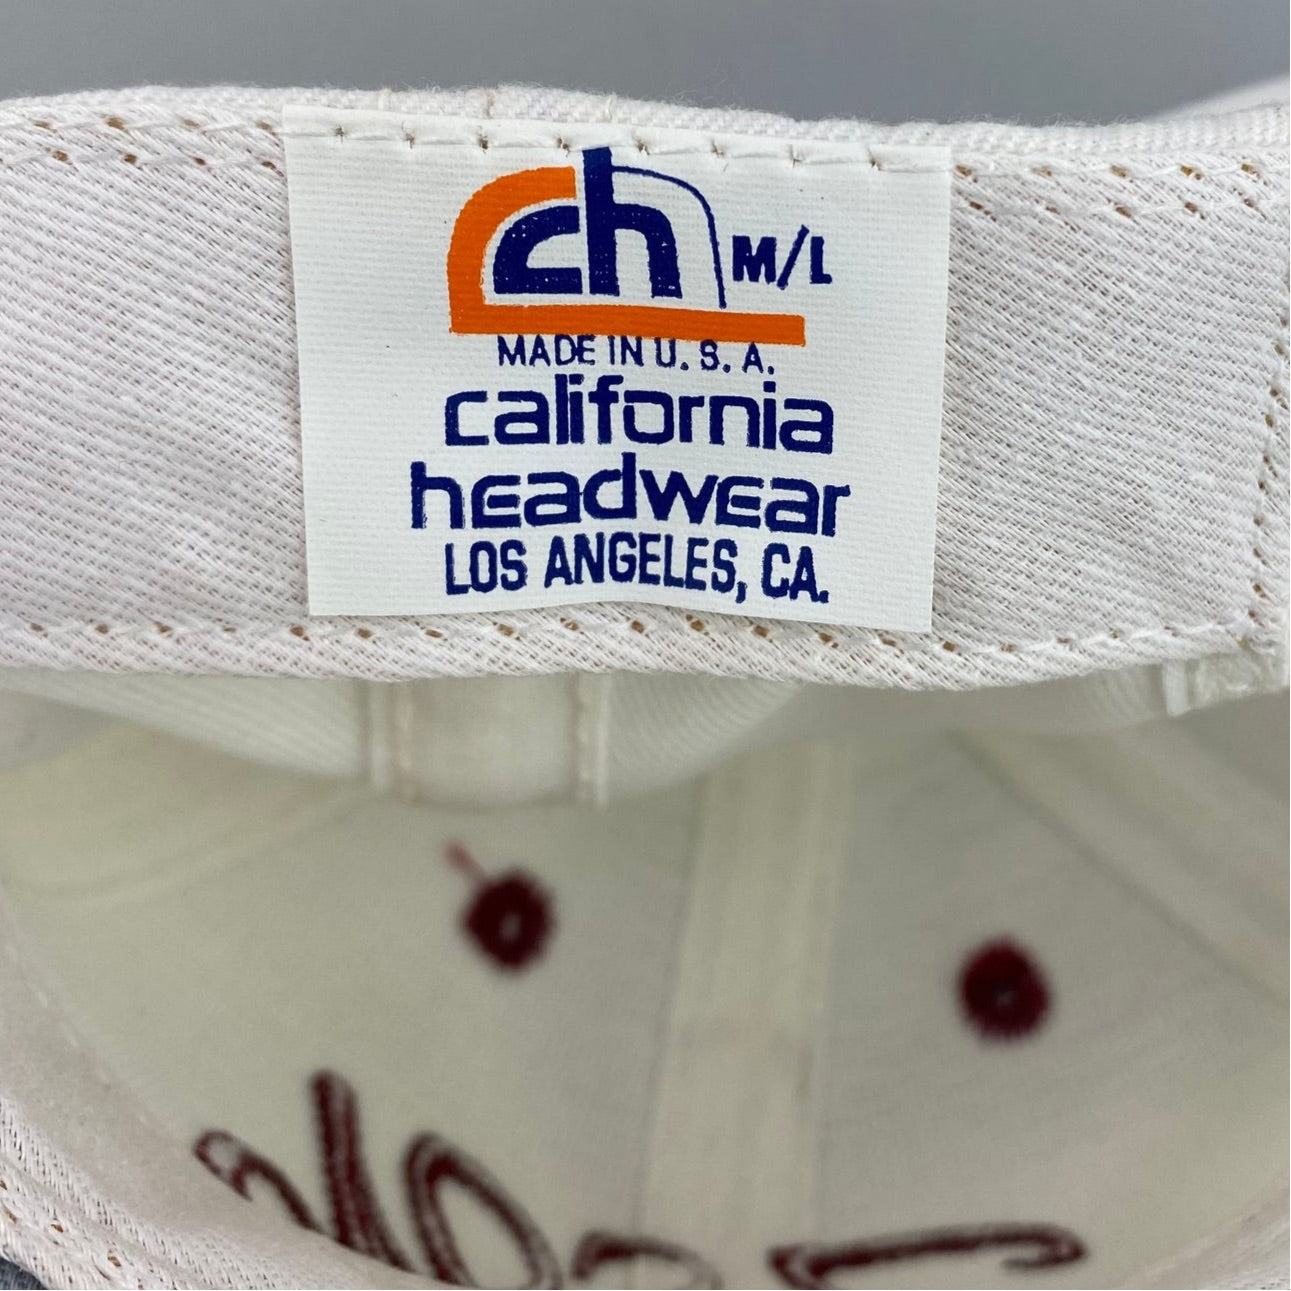 ch M/L
MADE IN U.S.A.
california
headwear
LOS ANGELES, CA.